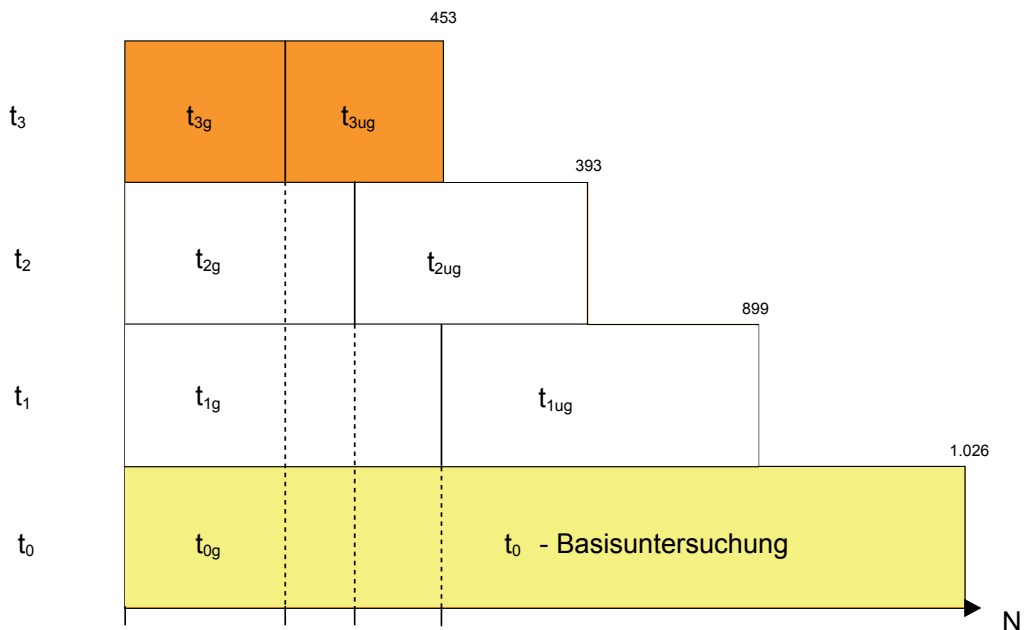 453
t3 t3g t3ug
393
t2 t2g t2ug
899
t1 t1g t1ug
1.026
t0 t0g t0 - Basisuntersuchung
N